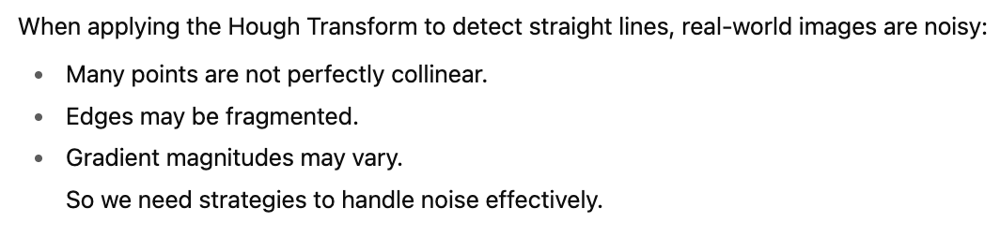 When applying the Hough Transform to detect straight lines, real-world images are noisy:
• Many points are not perfectly collinear.
• Edges may be fragmented.
• Gradient magnitudes may vary.
So we need strategies to handle noise effectively.